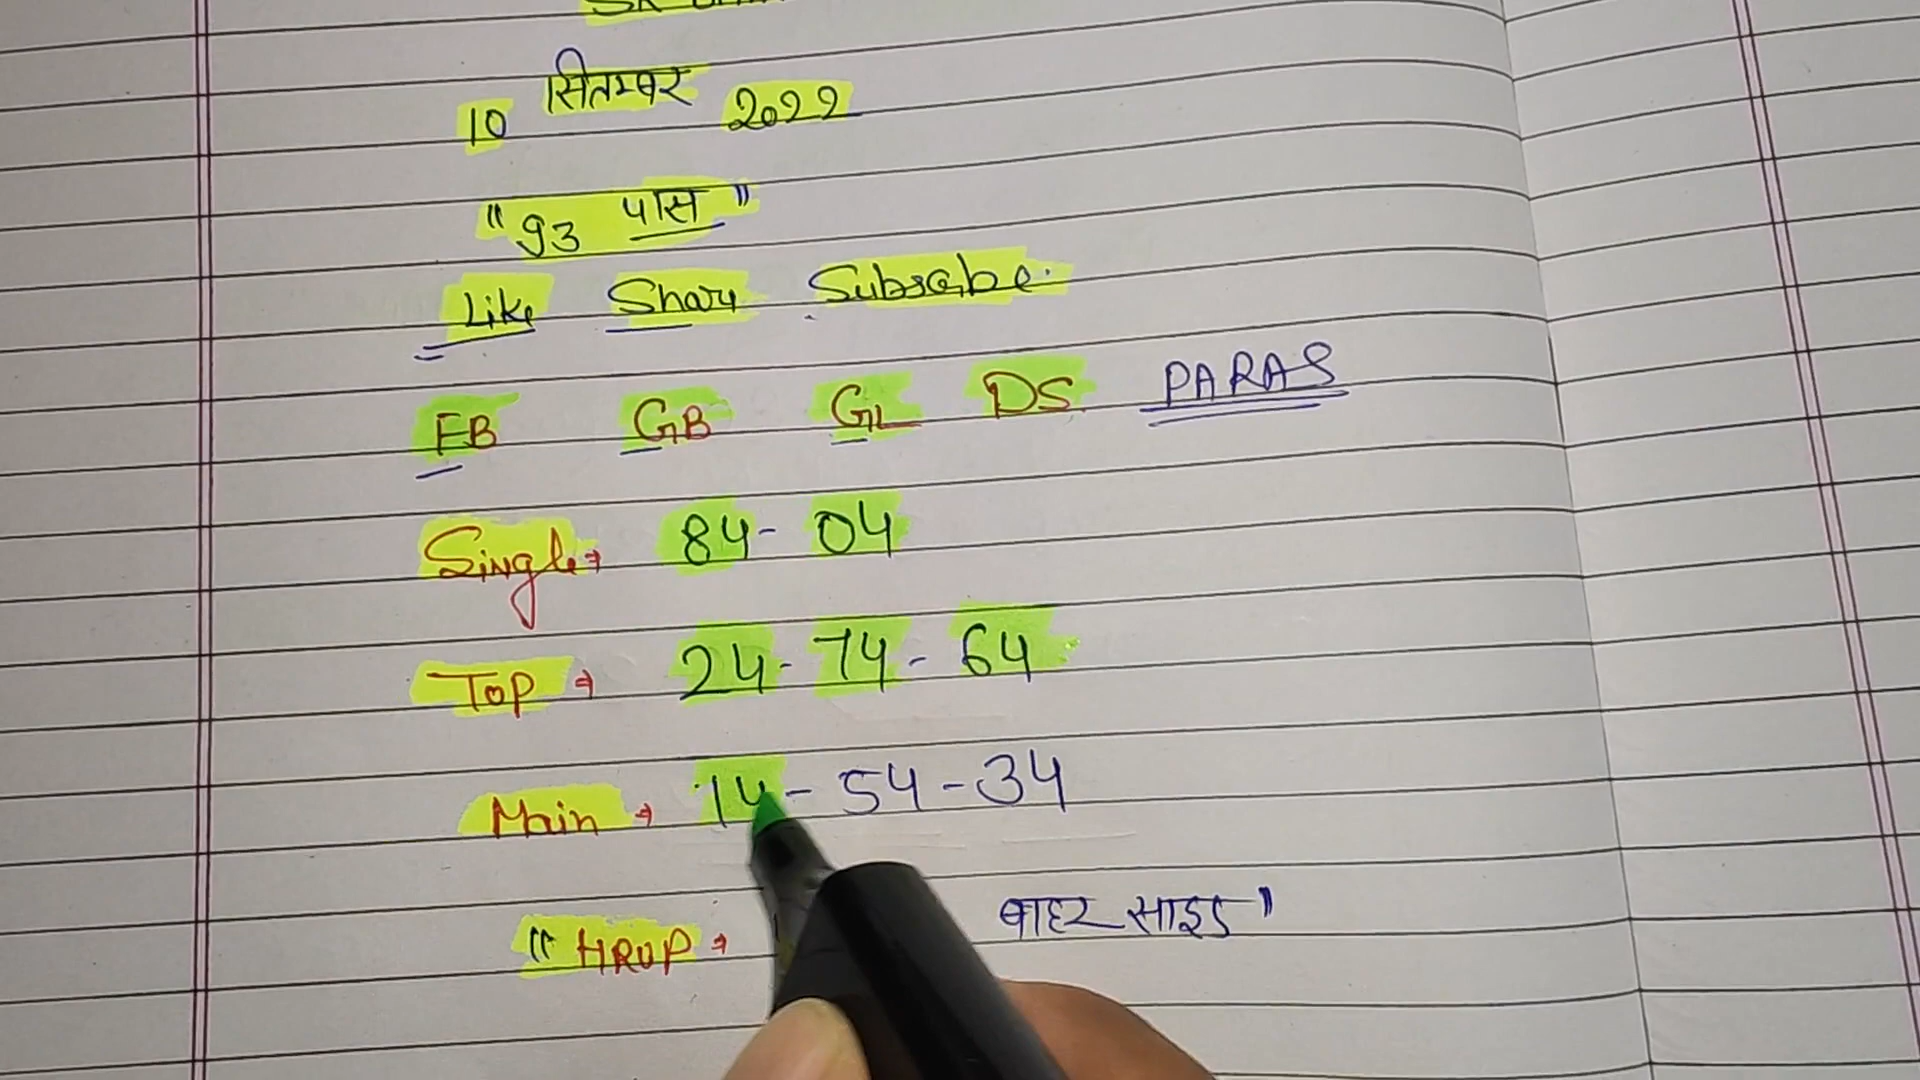 10 सितम्बर 2022
" 93 पास "
Like Share Subscribe.
FB GB GL DS PARAS
Single→ 84- 04
TOP → 24- 74 - 64
Main → 14 - 54 - 34
" HRUP → बाहर साइड "